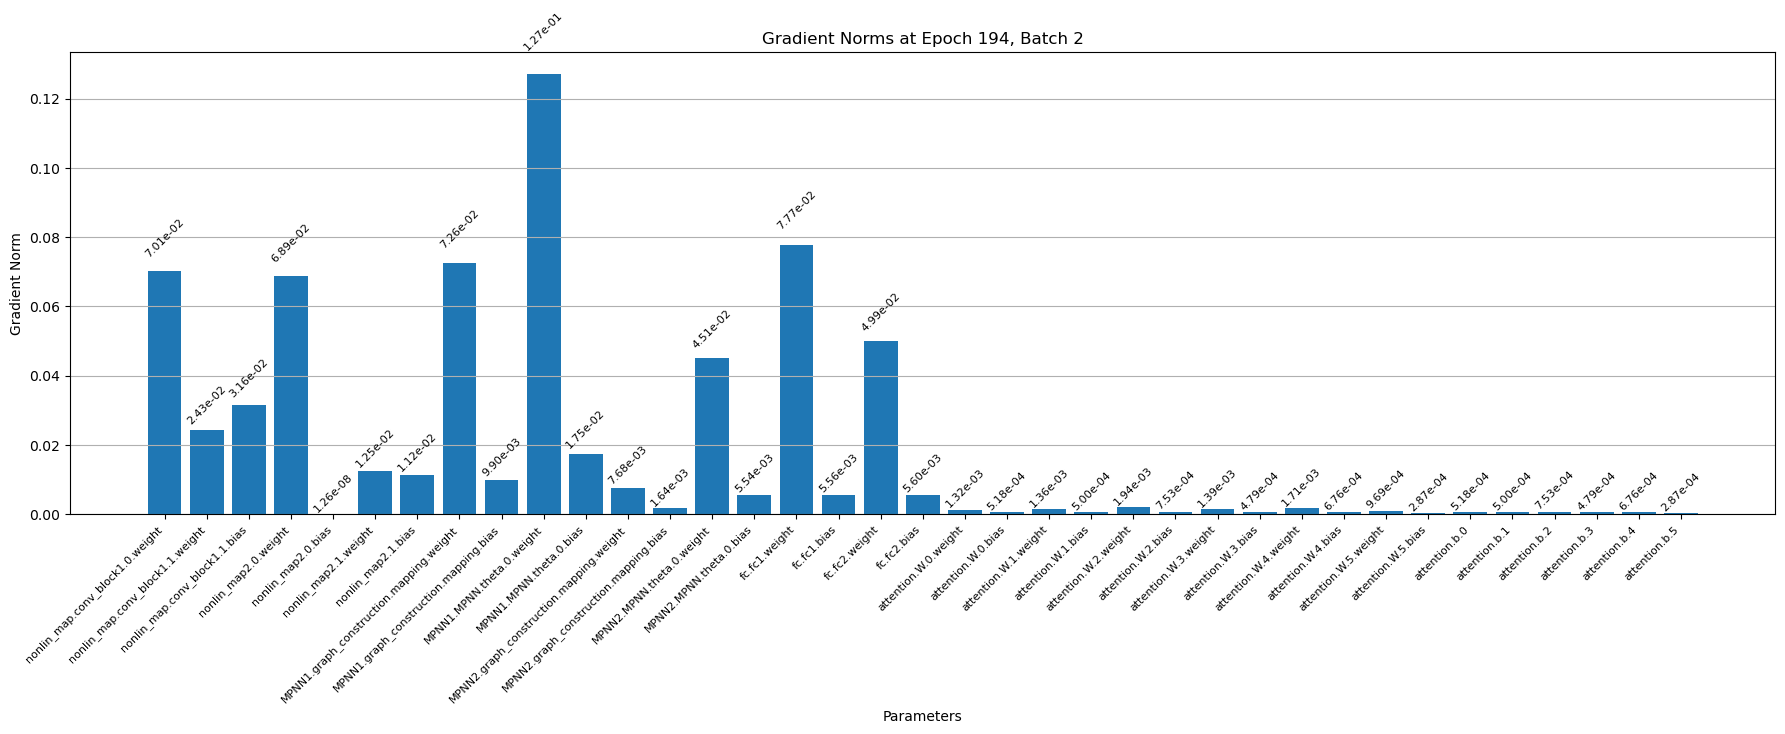 Gradient Norms at Epoch 194, Batch 2
Gradient Norm
0.12
0.10
0.08
0.06
0.04
0.02
0.00
7.01e-02
2.43e-02
3.16e-02
6.89e-02
1.26e-08
1.25e-02
1.12e-02
7.26e-02
9.90e-03
1.27e-01
1.75e-02
7.68e-03
1.64e-03
4.51e-02
5.54e-03
7.77e-02
5.56e-03
4.99e-02
5.60e-03
1.32e-03
5.18e-04
1.36e-03
5.00e-04
1.94e-03
7.53e-04
1.39e-03
4.79e-04
1.71e-03
6.76e-04
9.69e-04
2.87e-04
5.18e-04
5.00e-04
7.53e-04
4.79e-04
6.76e-04
2.87e-04
nonlin_map.conv_block1.0.weight
nonlin_map.conv_block1.1.weight
nonlin_map.conv_block1.1.bias
nonlin_map2.0.weight
nonlin_map2.0.bias
nonlin_map2.1.weight
nonlin_map2.1.bias
MPNN1.graph_construction.mapping.weight
MPNN1.graph_construction.mapping.bias
MPNN1.MPNN.theta.0.weight
MPNN1.MPNN.theta.0.bias
MPNN2.graph_construction.mapping.weight
MPNN2.graph_construction.mapping.bias
MPNN2.MPNN.theta.0.weight
MPNN2.MPNN.theta.0.bias
fc.fc1.weight
fc.fc1.bias
fc.fc2.weight
fc.fc2.bias
attention.W.0.weight
attention.W.0.bias
attention.W.1.weight
attention.W.1.bias
attention.W.2.weight
attention.W.2.bias
attention.W.3.weight
attention.W.3.bias
attention.W.4.weight
attention.W.4.bias
attention.W.5.weight
attention.W.5.bias
attention.b.0
attention.b.1
attention.b.2
attention.b.3
attention.b.4
attention.b.5
Parameters